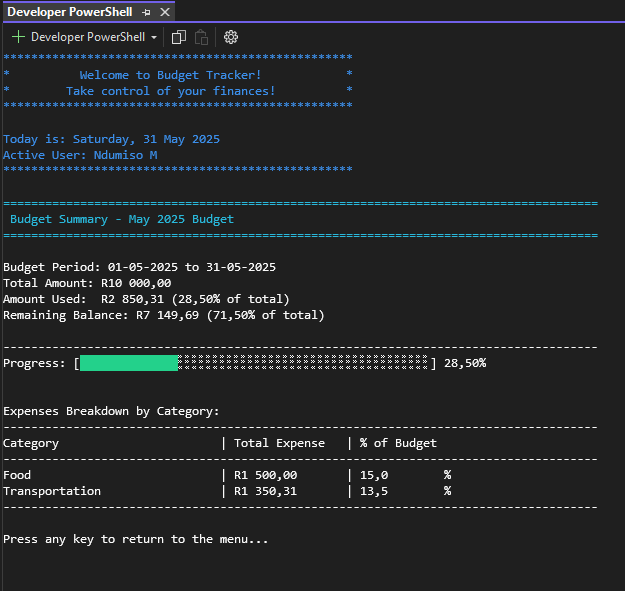 Developer PowerShell
Developer PowerShell
**************************************************
*          Welcome to Budget Tracker!            *
*        Take control of your finances!          *
**************************************************
Today is: Saturday, 31 May 2025
Active User: Ndumiso M
**************************************************
=====================================================================================
Budget Summary - May 2025 Budget
=====================================================================================
Budget Period: 01-05-2025 to 31-05-2025
Total Amount: R10 000,00
Amount Used:  R2 850,31 (28,50% of total)
Remaining Balance: R7 149,69 (71,50% of total)
-------------------------------------------------------------------------------------
Progress: [██████████████░░░░░░░░░░░░░░░░░░░░░░░░░░░░░░░░░░░░] 28,50%
Expenses Breakdown by Category:
-------------------------------------------------------------------------------------
Category                       | Total Expense   | % of Budget
-------------------------------------------------------------------------------------
Food                           | R1 500,00       | 15,0        %
Transportation                 | R1 350,31       | 13,5        %
-------------------------------------------------------------------------------------
Press any key to return to the menu...